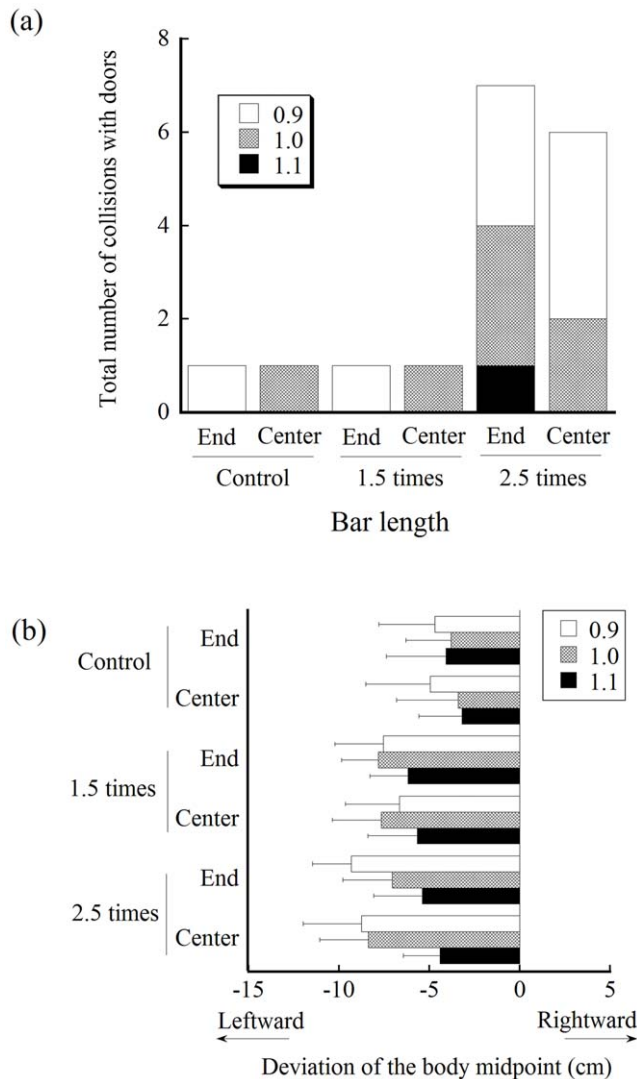 (a)
Total number of collisions with doors
8
6
4
2
0
0.9
1.0
1.1
End Center End Center End Center
Control 1.5 times 2.5 times
Bar length
(b)
0.9
1.0
1.1
Control
End
Center
1.5 times
End
Center
2.5 times
End
Center
-15 -10 -5 0 5
Leftward Rightward
Deviation of the body midpoint (cm)